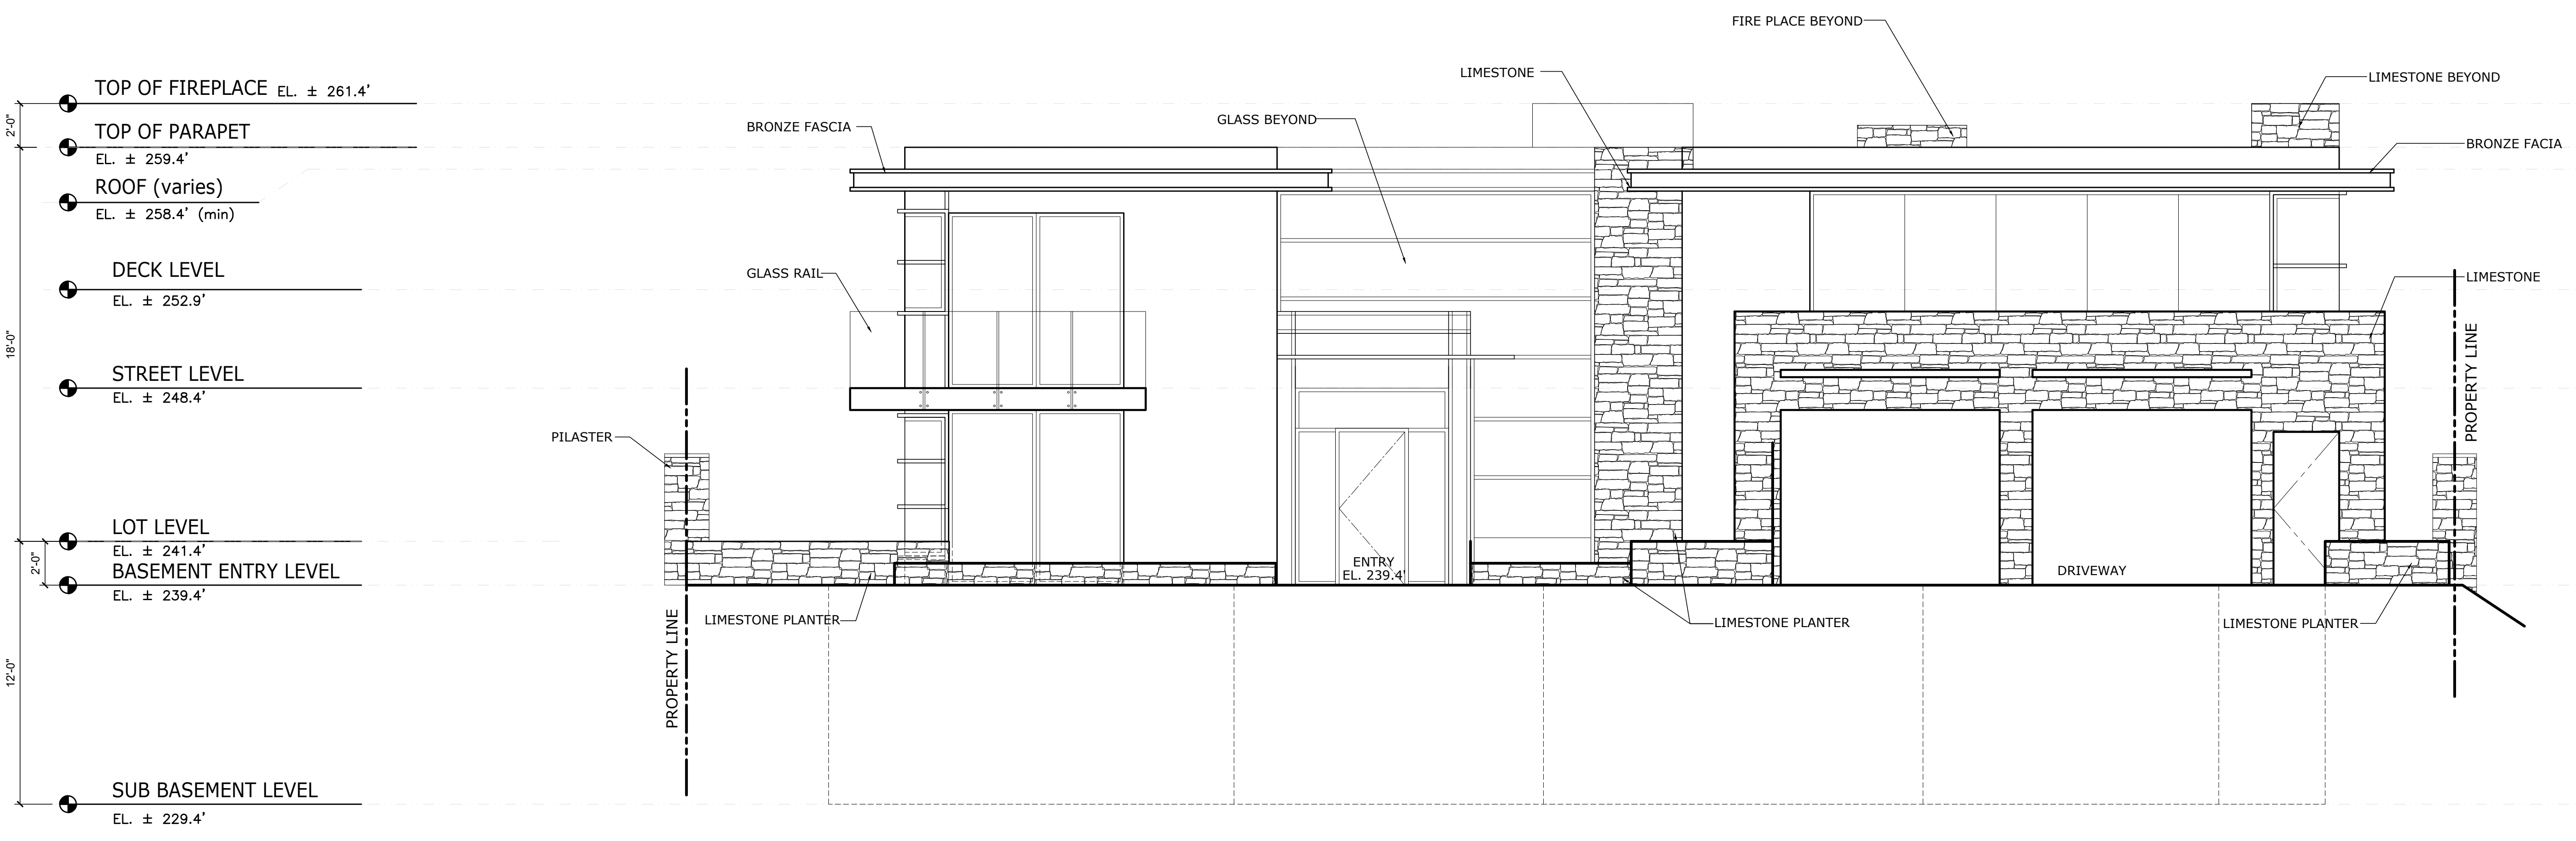 FIRE PLACE BEYOND
LIMESTONE
LIMESTONE BEYOND
TOP OF FIREPLACE EL. ± 261.4'
2'-0"
GLASS BEYOND
BRONZE FASCIA
TOP OF PARAPET
EL. ± 259.4'
BRONZE FACIA
ROOF (varies)
EL. ± 258.4' (min)
DECK LEVEL
EL. ± 252.9'
GLASS RAIL
LIMESTONE
18'-0"
PROPERTY LINE
STREET LEVEL
EL. ± 248.4'
PILASTER
LOT LEVEL
EL. ± 241.4'
2'-0"
BASEMENT ENTRY LEVEL
EL. ± 239.4'
ENTRY
EL. 239.4'
DRIVEWAY
LIMESTONE PLANTER
LIMESTONE PLANTER
LIMESTONE PLANTER
PROPERTY LINE
12'-0"
SUB BASEMENT LEVEL
EL. ± 229.4'